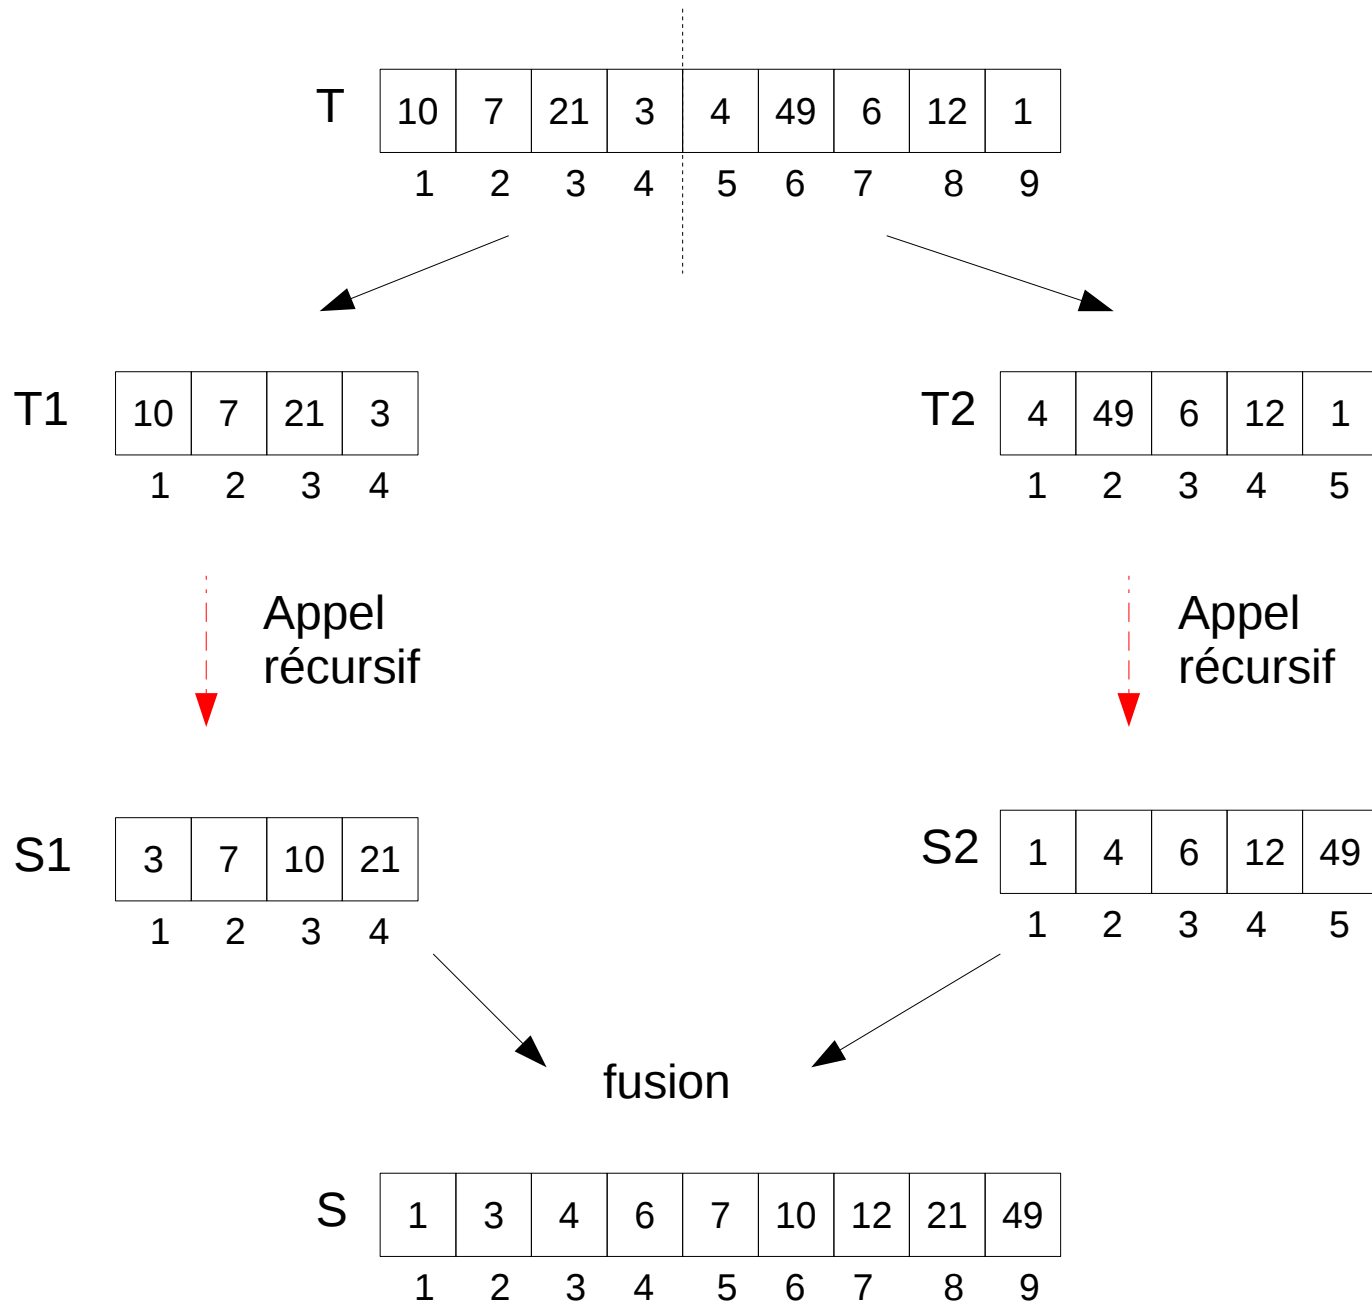 T 10 7 21 3 4 49 6 12 1
1 2 3 4 5 6 7 8 9
T1 10 7 21 3
1 2 3 4
T2 4 49 6 12 1
1 2 3 4 5
Appel
récursif
Appel
récursif
S1 3 7 10 21
1 2 3 4
S2 1 4 6 12 49
1 2 3 4 5
fusion
S 1 3 4 6 7 10 12 21 49
1 2 3 4 5 6 7 8 9